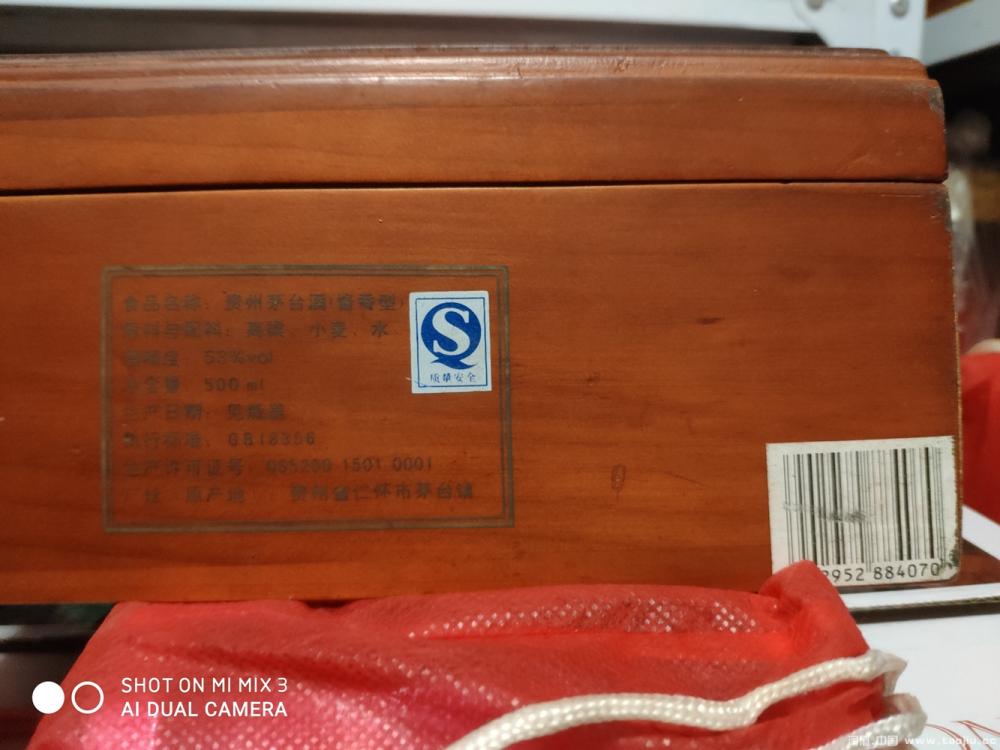 食品名称：贵州茅台酒(酱香型)
原料与配料：高粱、小麦、水
酒精度 53%vol
净含量 500ml
生产日期：见瓶盖
执行标准：GB18356
生产许可证号：QS5200 1501 0001
址 原产地 贵州省仁怀市茅台镇
S
质量安全
2952 884070
SHOT ON MI MIX 3
AI DUAL CAMERA